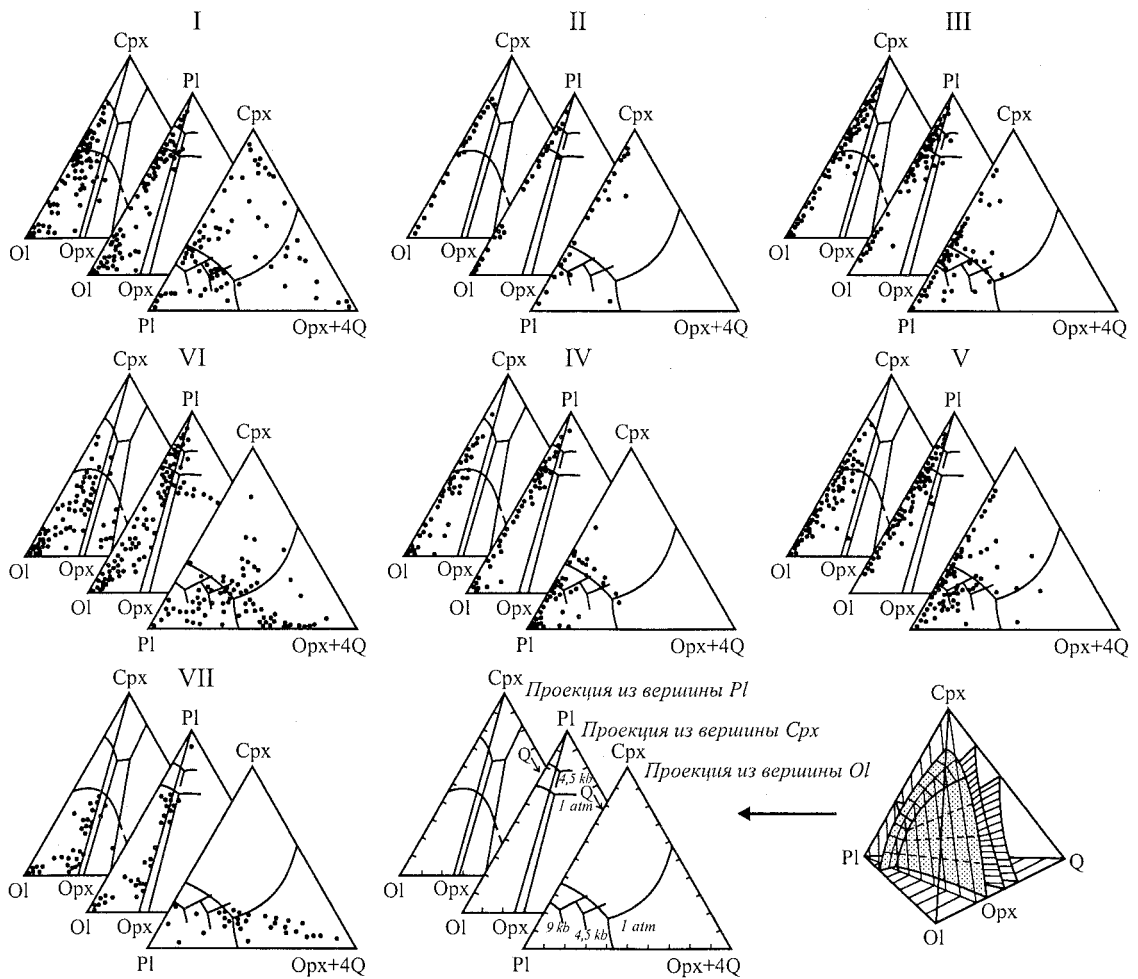 I
Cpx
Pl
Cpx
Ol
Opx
Ol
Opx
Pl
Opx+4Q
II
Cpx
Pl
Cpx
Ol
Opx
Ol
Opx
Pl
Opx+4Q
III
Cpx
Pl
Cpx
Ol
Opx
Ol
Opx
Pl
Opx+4Q
VI
Cpx
Pl
Cpx
Ol
Opx
Ol
Opx
Pl
Opx+4Q
IV
Cpx
Pl
Cpx
Ol
Opx
Ol
Opx
Pl
Opx+4Q
V
Cpx
Pl
Cpx
Ol
Opx
Ol
Opx
Pl
Opx+4Q
VII
Cpx
Pl
Cpx
Ol
Opx
Ol
Opx
Pl
Opx+4Q
Cpx
Проекция из вершины Pl
Pl
Проекция из вершины Cpx
Q
Cpx
Проекция из вершины Ol
4,5 kb
Q
1 atm
Ol
Opx
Ol
Opx
9 kb
4,5 kb
1 atm
Pl
Opx+4Q
Cpx
Pl
Q
Opx
Ol